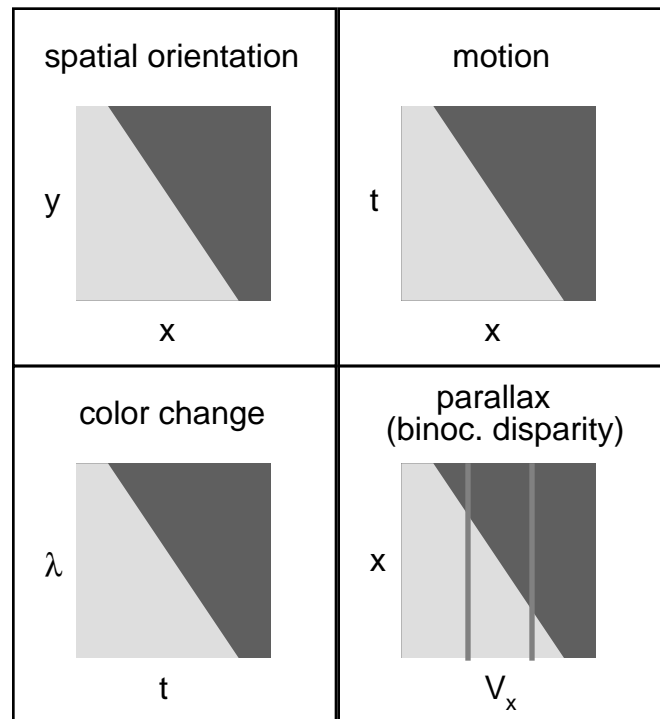 spatial orientation
y
x
motion
t
x
color change
λ
t
parallax
(binoc. disparity)
x
Vx